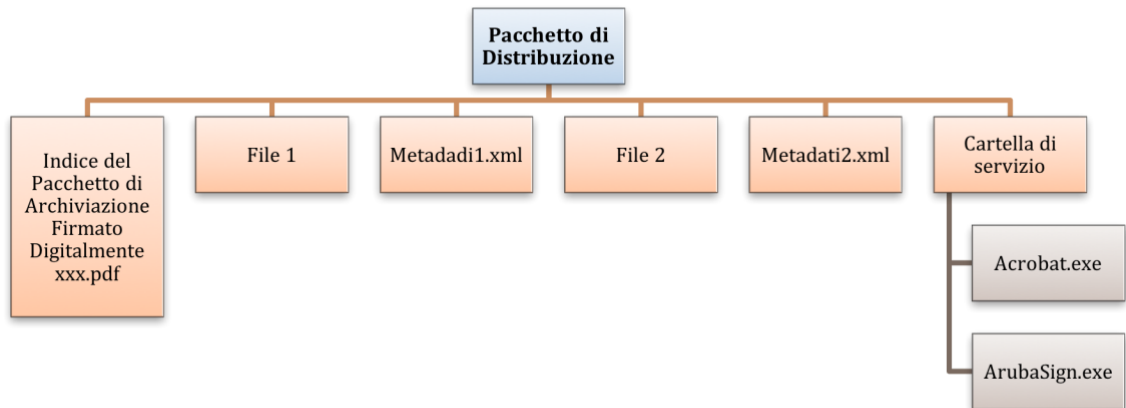 Pacchetto di
Distribuzione
Indice del
Pacchetto di
Archiviazione
Firmato
Digitalmente
xxx.pdf
File 1
Metadadi1.xml
File 2
Metadati2.xml
Cartella di
servizio
Acrobat.exe
ArubaSign.exe